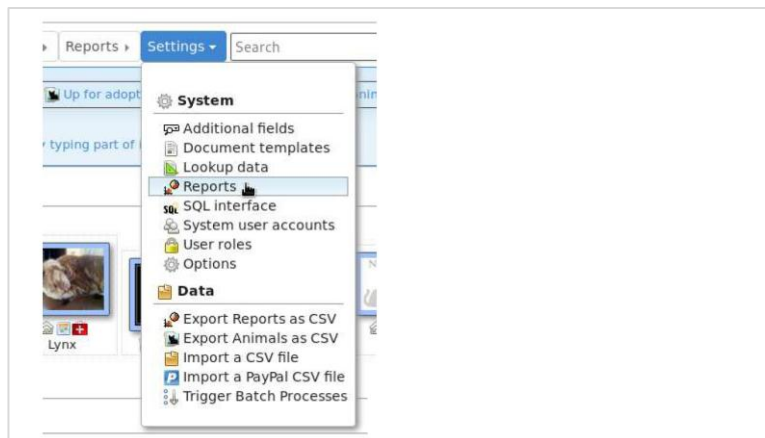 Reports Settings Search
Up for adopt
System
Additional fields
Document templates
typing part of
Lookup data
Reports
SQL interface
System user accounts
User roles
Options
Data
Export Reports as CSV
Export Animals as CSV
Lynx
Import a CSV file
Import a PayPal CSV file
Trigger Batch Processes